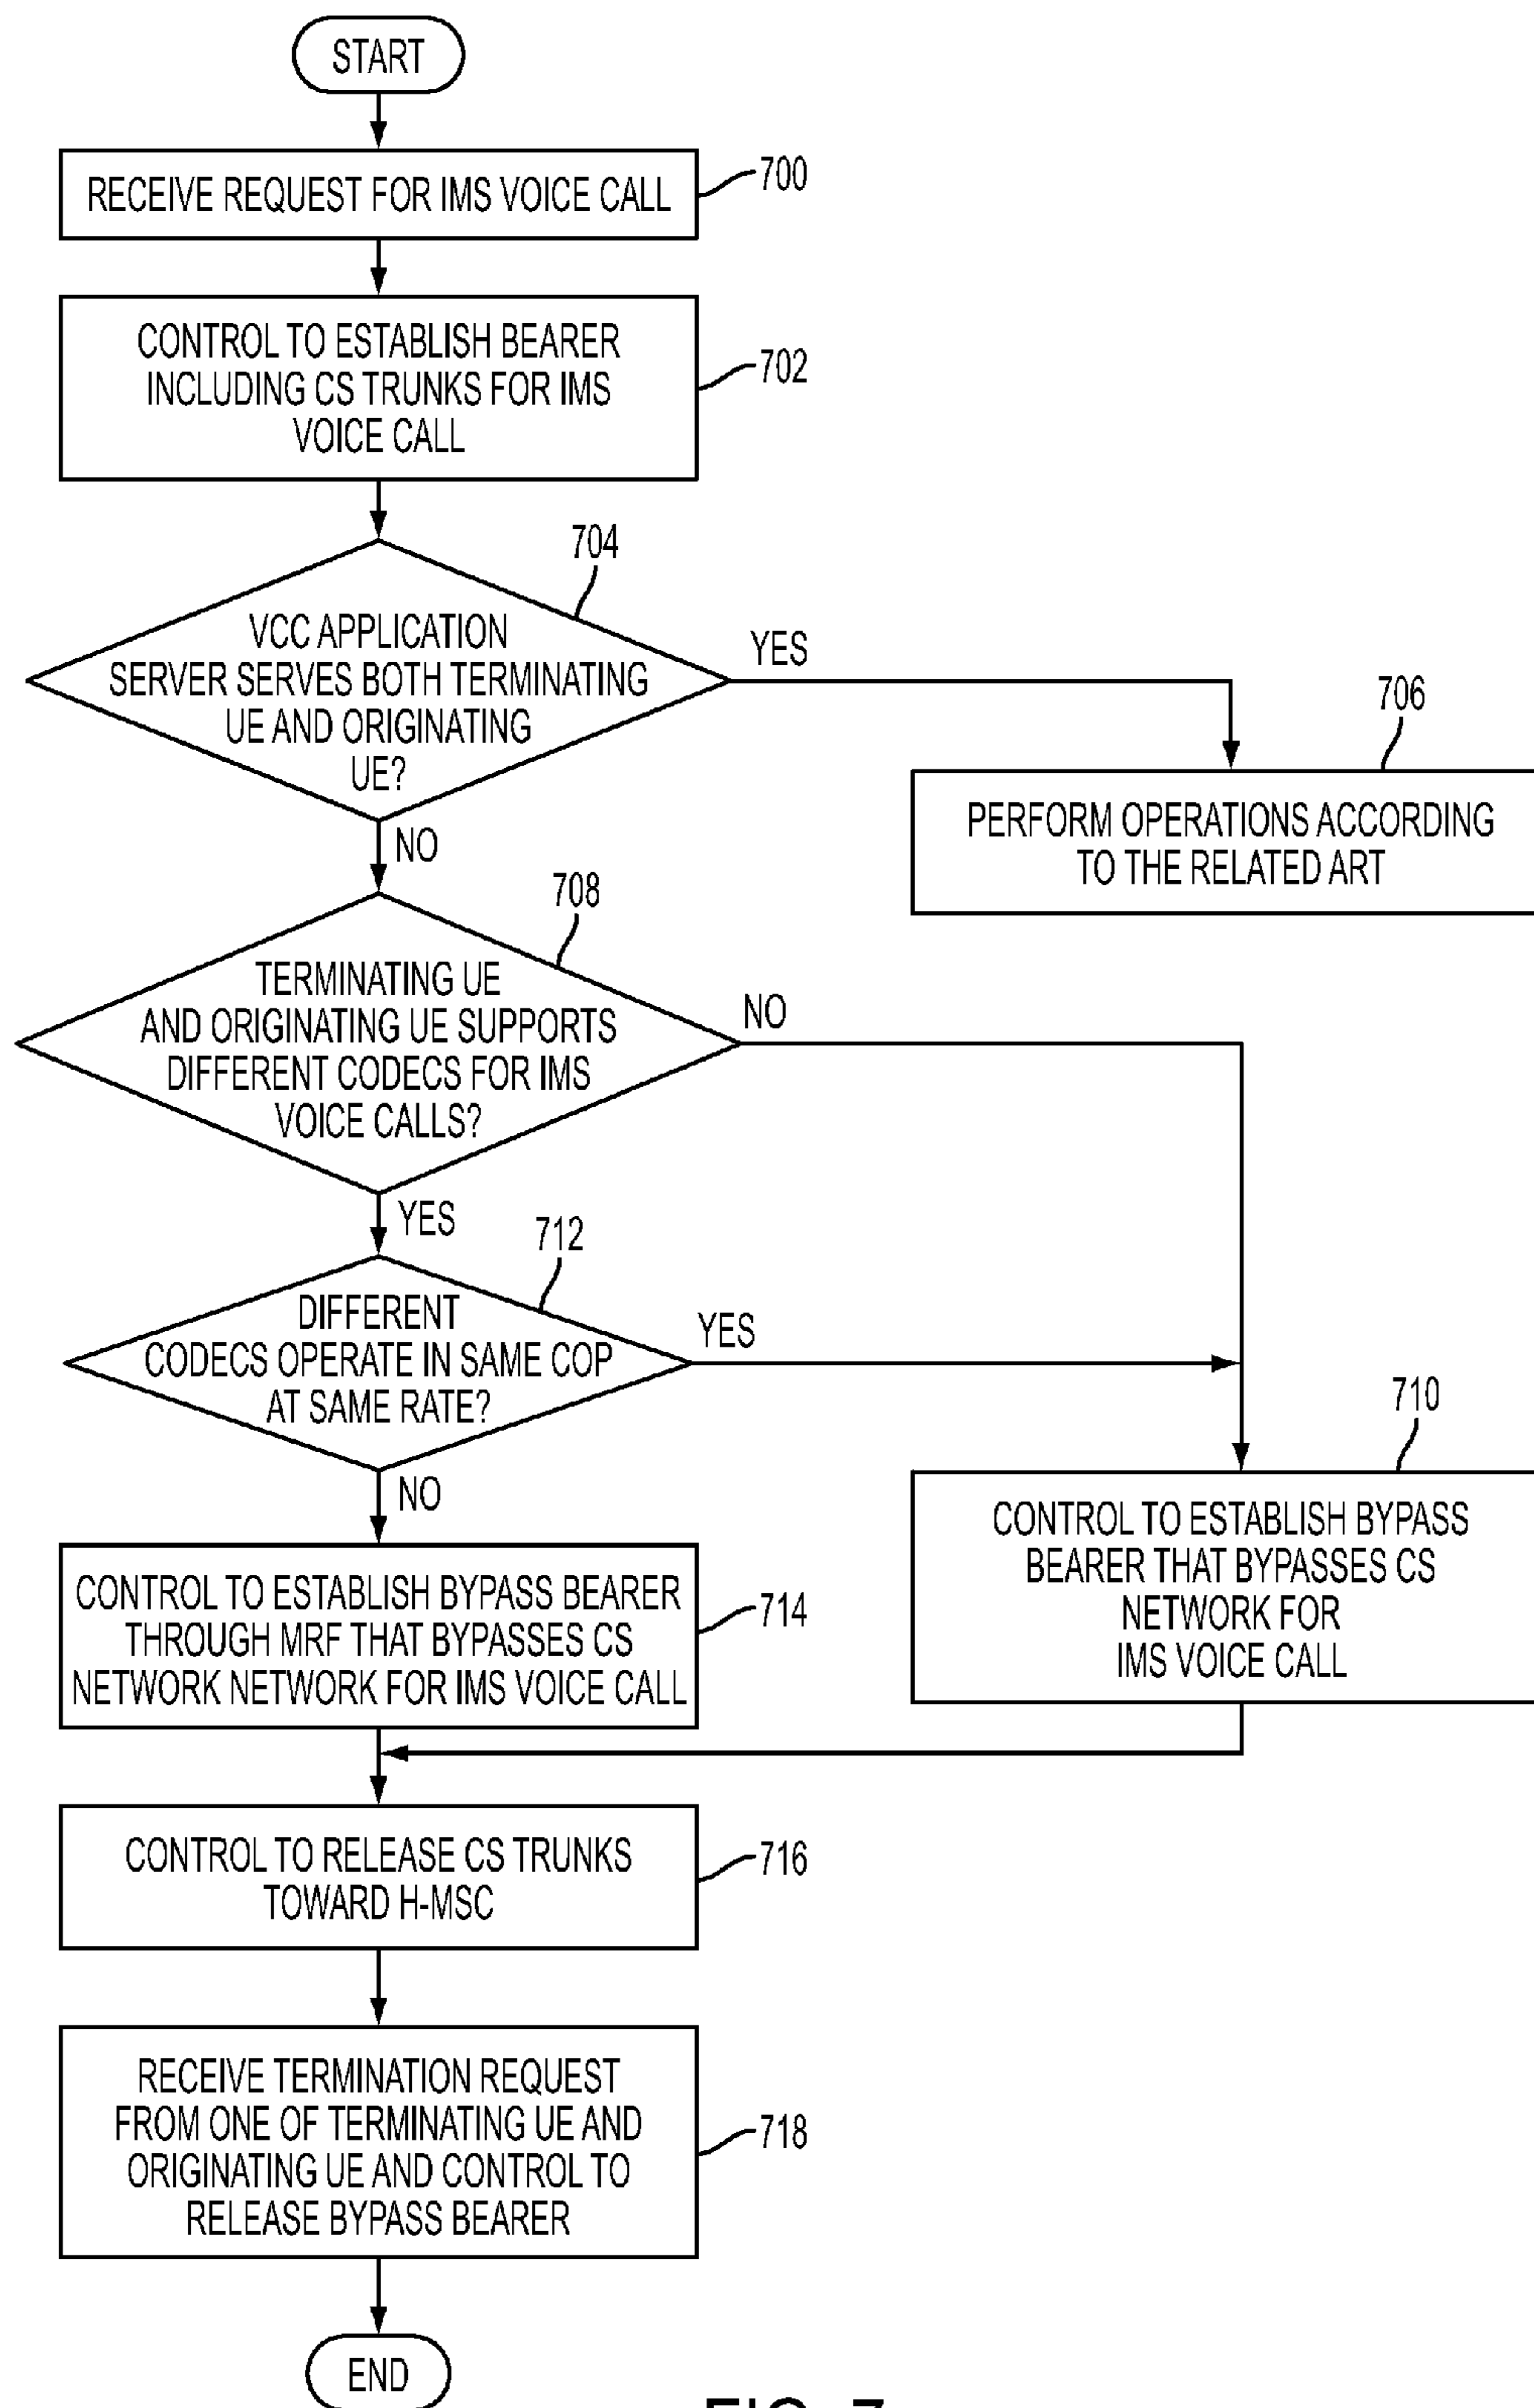 START
RECEIVE REQUEST FOR IMS VOICE CALL
700
CONTROL TO ESTABLISH BEARER
INCLUDING CS TRUNKS FOR IMS
VOICE CALL
702
704
VCC APPLICATION
SERVER SERVES BOTH TERMINATING
UE AND ORIGINATING
UE?
YES
706
PERFORM OPERATIONS ACCORDING
TO THE RELATED ART
NO
708
TERMINATING UE
AND ORIGINATING UE SUPPORTS
DIFFERENT CODECS FOR IMS
VOICE CALLS?
NO
YES
712
DIFFERENT
CODECS OPERATE IN SAME COP
AT SAME RATE?
YES
710
CONTROL TO ESTABLISH BYPASS
BEARER THAT BYPASSES CS
NETWORK FOR
IMS VOICE CALL
NO
CONTROL TO ESTABLISH BYPASS BEARER
THROUGH MRF THAT BYPASSES CS
NETWORK NETWORK FOR IMS VOICE CALL
714
CONTROL TO RELEASE CS TRUNKS
TOWARD H-MSC
716
RECEIVE TERMINATION REQUEST
FROM ONE OF TERMINATING UE AND
ORIGINATING UE AND CONTROL TO
RELEASE BYPASS BEARER
718
END
FIG. 7